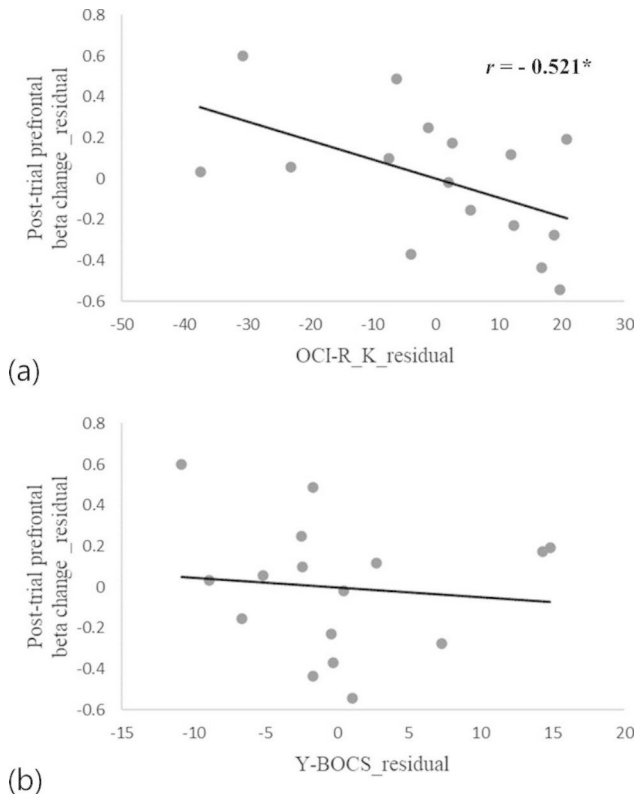 0.8
0.6
0.4
0.2
0
-0.2
-0.4
-0.6
Post-trial prefrontal
beta change _residual
r = - 0.521*
-50 -40 -30 -20 -10 0 10 20 30
OCI-R_K_residual
(a)
0.8
0.6
0.4
0.2
0
-0.2
-0.4
-0.6
Post-trial prefrontal
beta change _residual
-15 -10 -5 0 5 10 15 20
Y-BOCS_residual
(b)